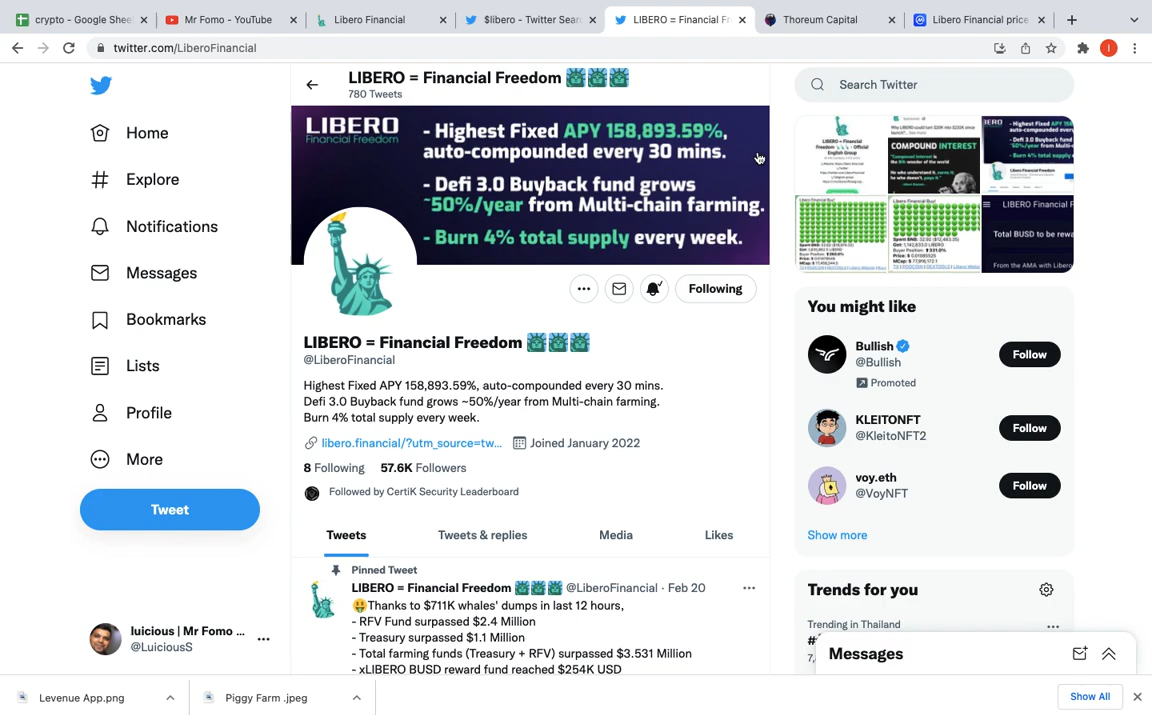 crypto - Google Shee
Mr Fomo - YouTube
Libero Financial
$libero - Twitter Sear
LIBERO = Financial Fr
Thoreum Capital
Libero Financial price
twitter.com/LiberoFinancial
I
Home
Explore
Notifications
Messages
Bookmarks
Lists
Profile
More
Tweet
luicious | Mr Fomo ...
@LuiciousS
LIBERO = Financial Freedom
780 Tweets
LIBERO
Financial Freedom
- Highest Fixed APY 158,893.59%,
auto-compounded every 30 mins.
- Defi 3.0 Buyback fund grows
~50%/year from Multi-chain farming.
- Burn 4% total supply every week.
Following
LIBERO = Financial Freedom
@LiberoFinancial
Highest Fixed APY 158,893.59%, auto-compounded every 30 mins.
Defi 3.0 Buyback fund grows ~50%/year from Multi-chain farming.
Burn 4% total supply every week.
libero.financial/?utm_source=tw... Joined January 2022
8 Following 57.6K Followers
Followed by CertiK Security Leaderboard
Tweets Tweets & replies Media Likes
Pinned Tweet
LIBERO = Financial Freedom @LiberoFinancial · Feb 20
Thanks to $711K whales' dumps in last 12 hours,
- RFV Fund surpassed $2.4 Million
- Treasury surpassed $1.1 Million
- Total farming funds (Treasury + RFV) surpassed $3.531 Million
- xLIBERO BUSD reward fund reached $254K USD
Search Twitter
COMPOUND INTEREST
You might like
Bullish
@Bullish
Promoted
Follow
KLEITONFT
@KleitoNFT2
Follow
voy.eth
@VoyNFT
Follow
Show more
Trends for you
Trending in Thailand
Messages
Levenue App.png
Piggy Farm .jpeg
Show All